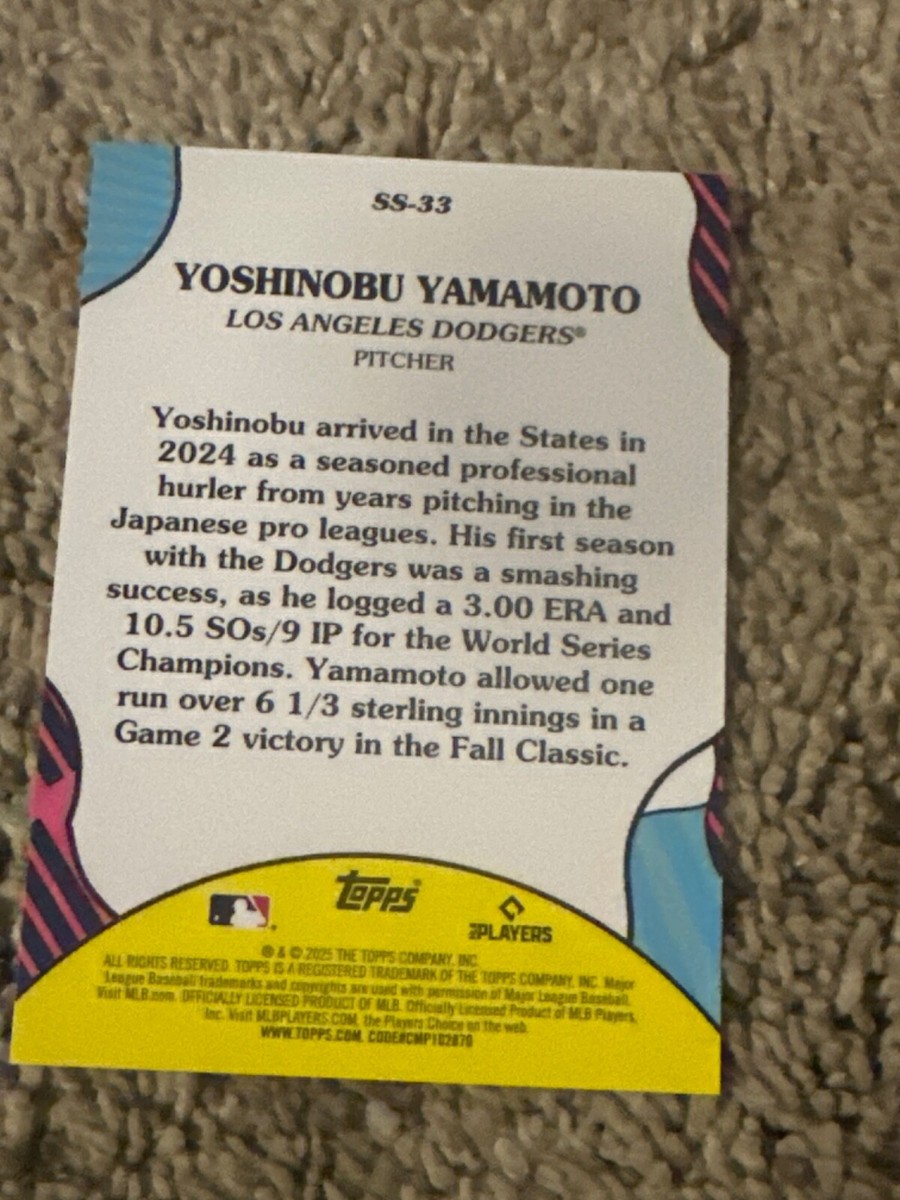 SS-33
YOSHINOBU YAMAMOTO
LOS ANGELES DODGERS®
PITCHER
Yoshinobu arrived in the States in
2024 as a seasoned professional
hurler from years pitching in the
Japanese pro leagues. His first season
with the Dodgers was a smashing
success, as he logged a 3.00 ERA and
10.5 SOs/9 IP for the World Series
Champions. Yamamoto allowed one
run over 6 1/3 sterling innings in a
Game 2 victory in the Fall Classic.
topps
PLAYERS
® & © 2025 THE TOPPS COMPANY, INC.
ALL RIGHTS RESERVED. TOPPS IS A REGISTERED TRADEMARK OF THE TOPPS COMPANY, INC. Major
League Baseball trademarks and copyrights are used with permission of Major League Baseball.
Visit MLB.com. OFFICIALLY LICENSED PRODUCT OF MLB Players,
Inc. Visit MLBPLAYERS.COM, the Players Choice on the web.
WWW.TOPPS.COM. CODE#CMP102870